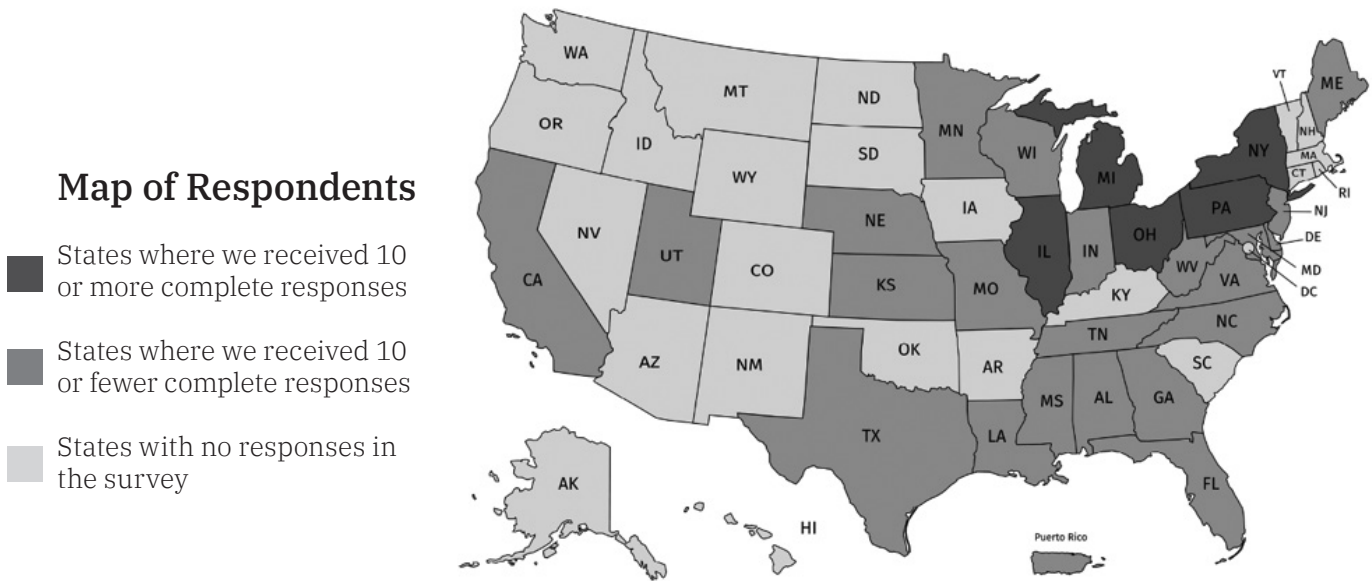 Map of Respondents
States where we received 10
or more complete responses
States where we received 10
or fewer complete responses
States with no responses in
the survey
WA
OR
ID
MT
ND
SD
WY
MN
WI
MI
NY
VT
NH
ME
MA
CT
RI
NJ
DE
MD
DC
PA
OH
IN
IL
IA
NE
NV
UT
CO
CA
KS
MO
KY
WV
VA
NC
TN
AZ
NM
OK
AR
SC
MS
AL
GA
TX
LA
FL
AK
HI
Puerto Rico